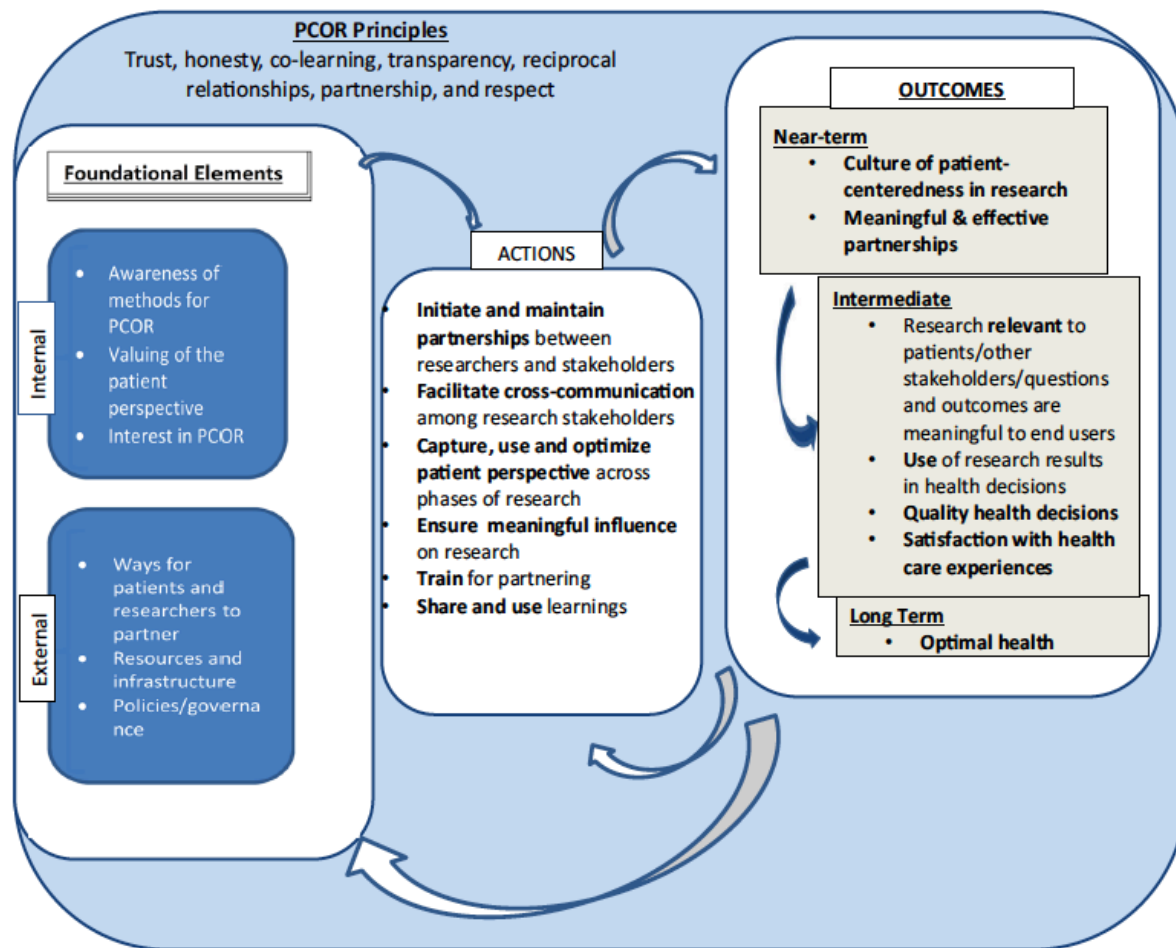 PCOR Principles
Trust, honesty, co-learning, transparency, reciprocal
relationships, partnership, and respect
Foundational Elements
Internal
• Awareness of
methods for
PCOR
• Valuing of the
patient
perspective
• Interest in PCOR
External
• Ways for
patients and
researchers to
partner
• Resources and
infrastructure
• Policies/governa
nce
ACTIONS
• Initiate and maintain
partnerships between
researchers and stakeholders
• Facilitate cross-communication
among research stakeholders
• Capture, use and optimize
patient perspective across
phases of research
• Ensure meaningful influence
on research
• Train for partnering
• Share and use learnings
OUTCOMES
Near-term
• Culture of patient-
centeredness in research
• Meaningful & effective
partnerships
Intermediate
• Research relevant to
patients/other
stakeholders/questions
and outcomes are
meaningful to end users
• Use of research results
in health decisions
• Quality health decisions
• Satisfaction with health
care experiences
Long Term
• Optimal health